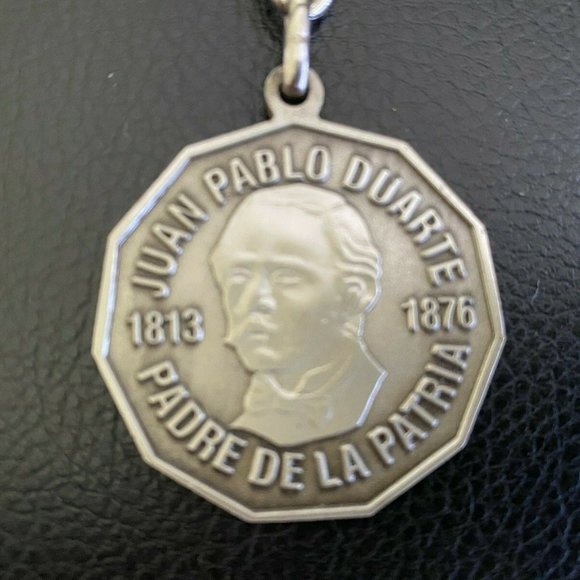 JUAN PABLO DUARTE
1813
1876
PADRE DE LA PATRIA